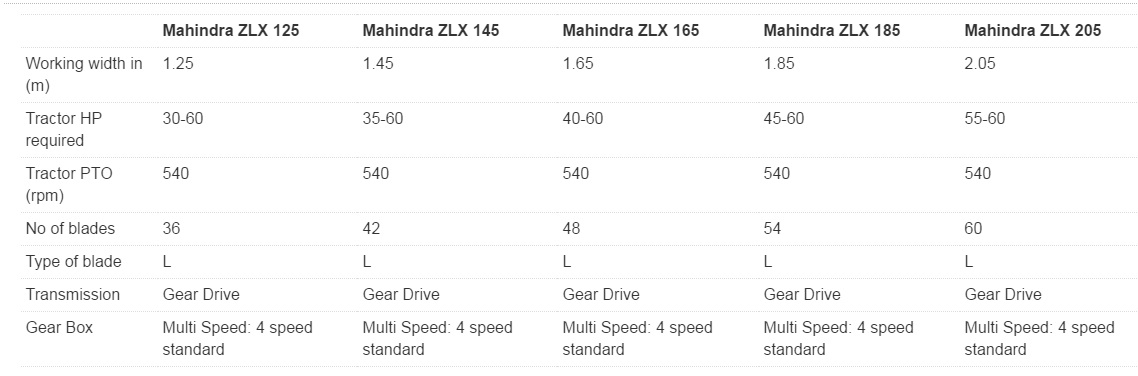 Mahindra ZLX 125 Mahindra ZLX 145 Mahindra ZLX 165 Mahindra ZLX 185 Mahindra ZLX 205
Working width in (m) 1.25 1.45 1.65 1.85 2.05
Tractor HP required 30-60 35-60 40-60 45-60 55-60
Tractor PTO (rpm) 540 540 540 540 540
No of blades 36 42 48 54 60
Type of blade L L L L L
Transmission Gear Drive Gear Drive Gear Drive Gear Drive Gear Drive
Gear Box Multi Speed: 4 speed standard Multi Speed: 4 speed standard Multi Speed: 4 speed standard Multi Speed: 4 speed standard Multi Speed: 4 speed standard